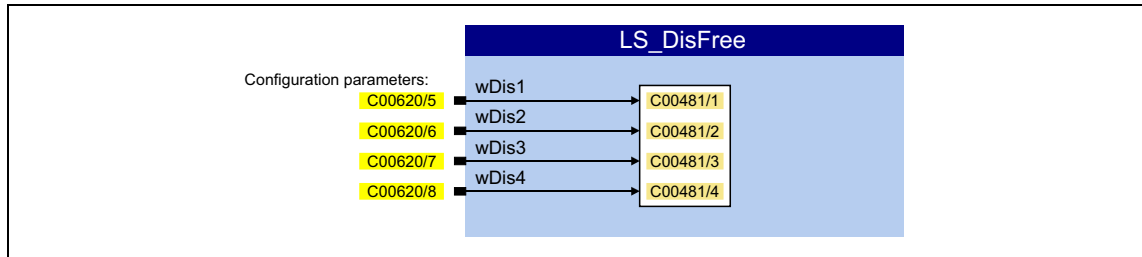 LS_DisFree
Configuration parameters:
C00620/5 wDis1 C00481/1
C00620/6 wDis2 C00481/2
C00620/7 wDis3 C00481/3
C00620/8 wDis4 C00481/4